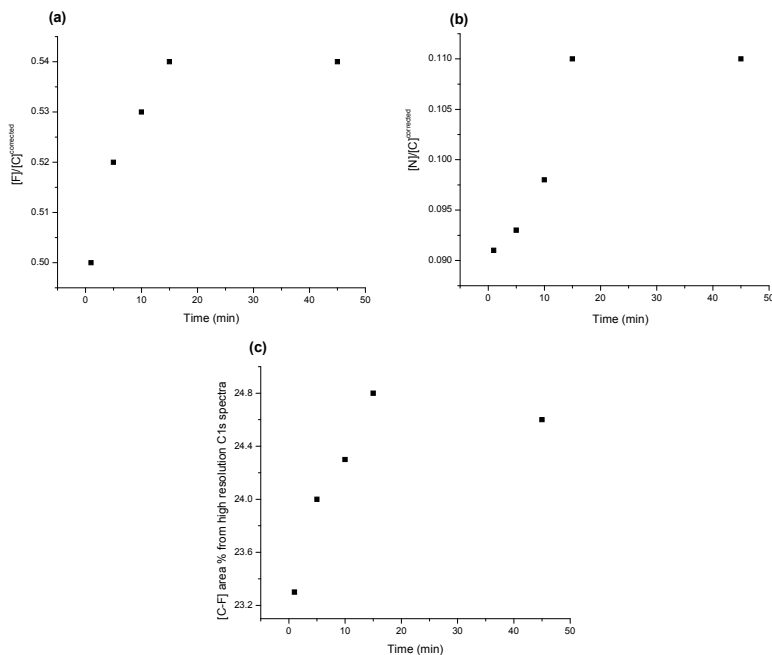 (a)
[F]/[C]corrected
0.54
0.53
0.52
0.51
0.50
0 10 20 30 40 50
Time (min)
(b)
[N]/[C]corrected
0.110
0.105
0.100
0.095
0.090
0 10 20 30 40 50
Time (min)
(c)
[C-F] area % from high resolution C1s spectra
24.8
24.4
24.0
23.6
23.2
0 10 20 30 40 50
Time (min)